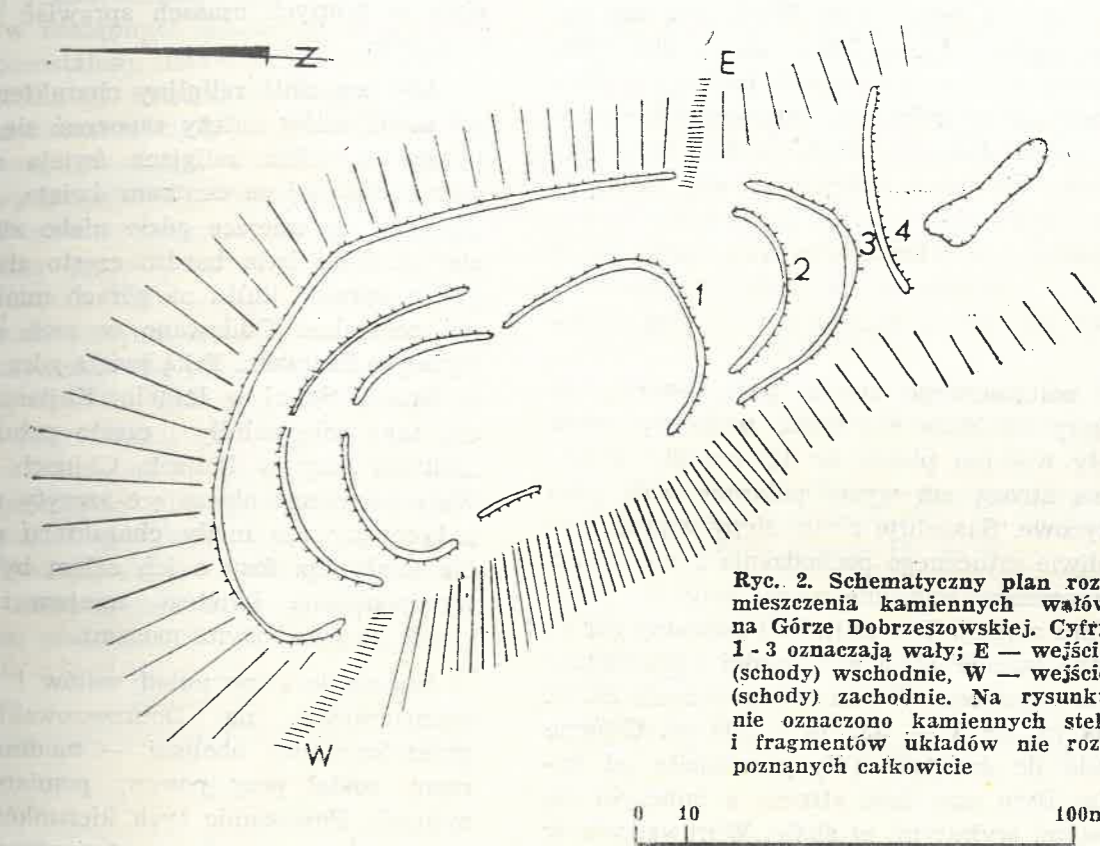 Z
E
1
2
3
4
W
Ryc. 2. Schematyczny plan roz-
mieszczenia kamiennych wałów
na Górze Dobrzeszowskiej. Cyfry
1 - 3 oznaczają wały; E — wejście
(schody) wschodnie, W — wejście
(schody) zachodnie. Na rysunku
nie oznaczono kamiennych stel
i fragmentów układów nie roz-
poznanych całkowicie
0 10 100m